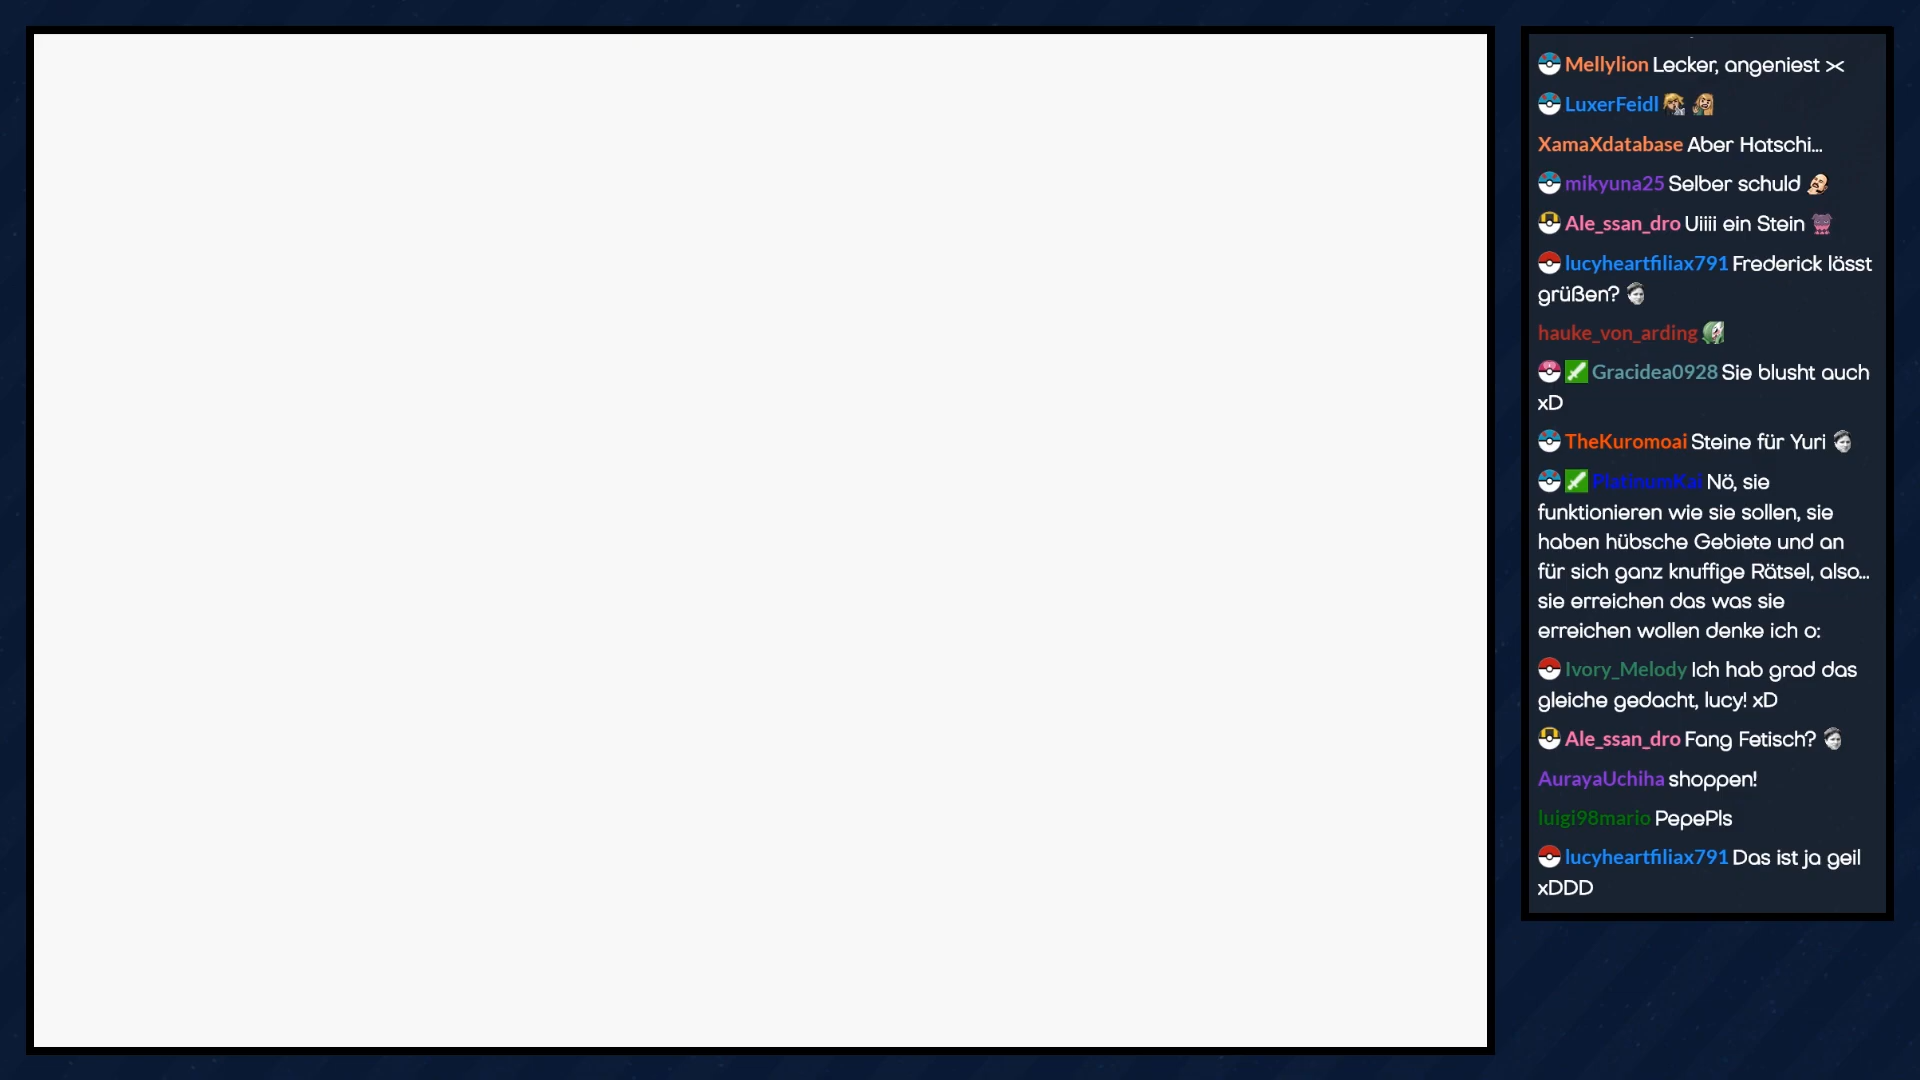 Mellylion Lecker, angeniest ><
LuxerFeidl
XamaXdatabase Aber Hatschi...
mikyuna25 Selber schuld
Ale_ssan_dro Uiiii ein Stein
lucyheartfiliax791 Frederick lässt
grüßen?
hauke_von_arding
Gracidea0928 Sie blusht auch
xD
TheKuromoai Steine für Yuri
PlatinumKai Nö, sie
funktionieren wie sie sollen, sie
haben hübsche Gebiete und an
für sich ganz knuffige Rätsel, also...
sie erreichen das was sie
erreichen wollen denke ich o:
Ivory_Melody Ich hab grad das
gleiche gedacht, lucy! xD
Ale_ssan_dro Fang Fetisch?
AurayaUchiha shoppen!
luigi98mario PepePls
lucyheartfiliax791 Das ist ja geil
xDDD